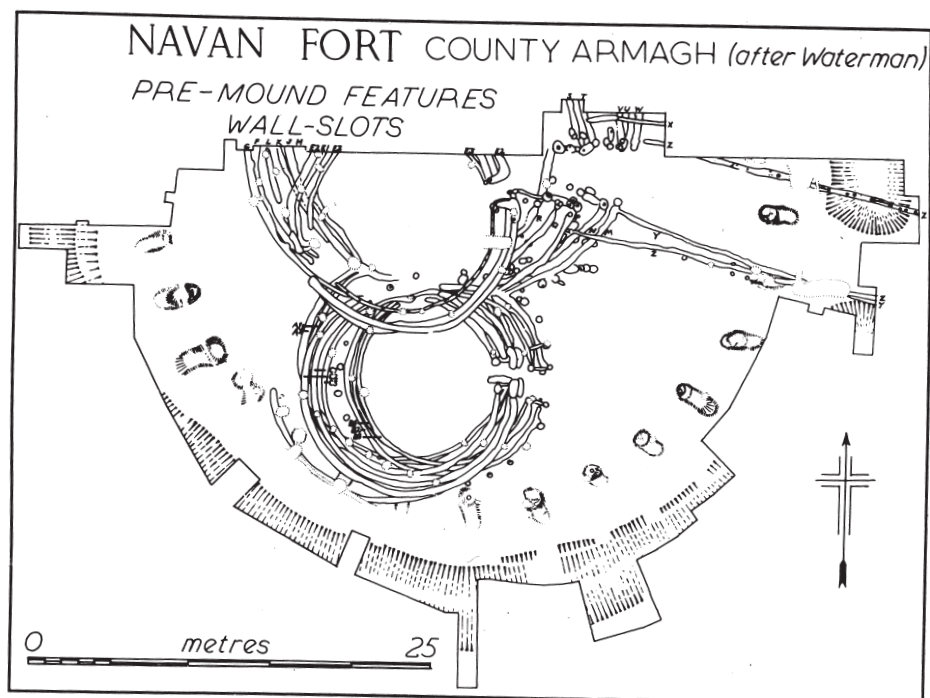 NAVAN FORT COUNTY ARMAGH (after Waterman)
PRE-MOUND FEATURES
WALL-SLOTS
S T V U W
X
Z
G F L K J H
R
N M
Y
Z
Z
Z
Y
0 metres 25